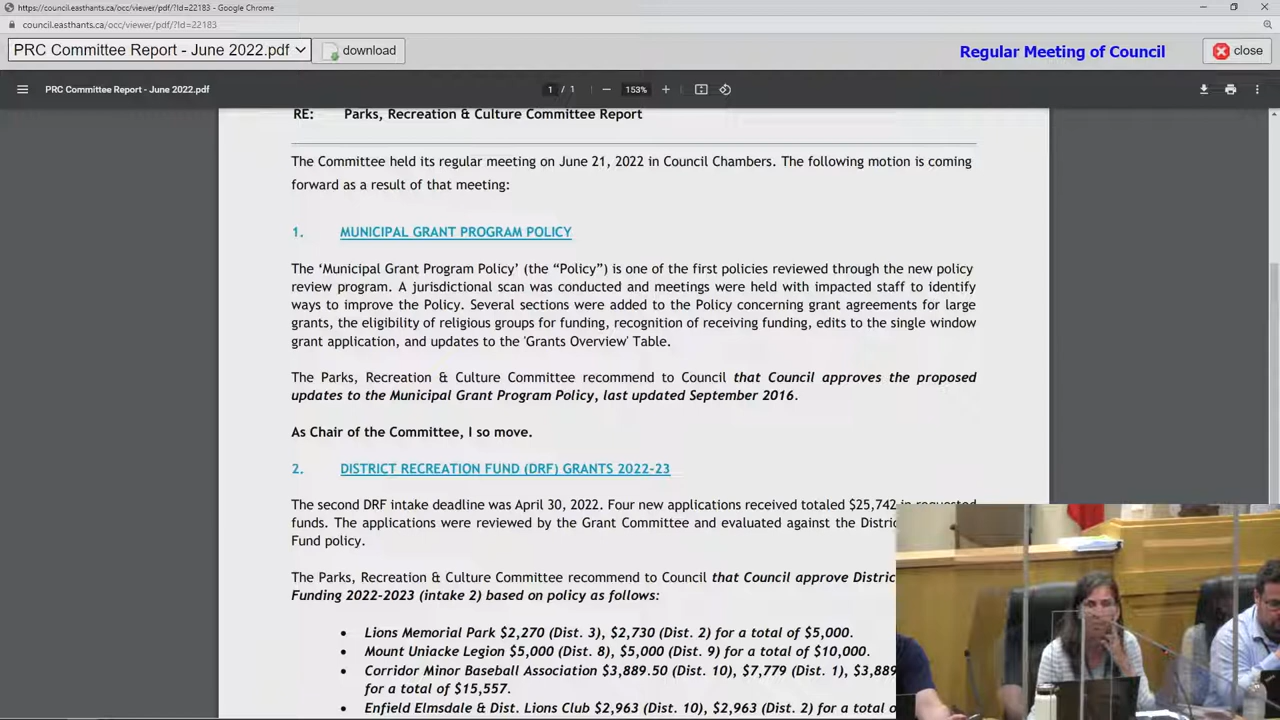 https://council.easthants.ca/occ/viewer/pdf/?Id=22183 - Google Chrome
council.easthants.ca/occ/viewer/pdf/?Id=22183
PRC Committee Report - June 2022.pdf
download
Regular Meeting of Council
close
PRC Committee Report - June 2022.pdf
1 / 1
153%
RE: Parks, Recreation & Culture Committee Report
The Committee held its regular meeting on June 21, 2022 in Council Chambers. The following motion is coming
forward as a result of that meeting:
1. MUNICIPAL GRANT PROGRAM POLICY
The ‘Municipal Grant Program Policy’ (the “Policy”) is one of the first policies reviewed through the new policy
review program. A jurisdictional scan was conducted and meetings were held with impacted staff to identify
ways to improve the Policy. Several sections were added to the Policy concerning grant agreements for large
grants, the eligibility of religious groups for funding, recognition of receiving funding, edits to the single window
grant application, and updates to the 'Grants Overview' Table.
The Parks, Recreation & Culture Committee recommend to Council that Council approves the proposed
updates to the Municipal Grant Program Policy, last updated September 2016.
As Chair of the Committee, I so move.
2. DISTRICT RECREATION FUND (DRF) GRANTS 2022-23
The second DRF intake deadline was April 30, 2022. Four new applications received totaled $25,742 in requested
funds. The applications were reviewed by the Grant Committee and evaluated against the Distric
Fund policy.
The Parks, Recreation & Culture Committee recommend to Council that Council approve Distric
Funding 2022-2023 (intake 2) based on policy as follows:
• Lions Memorial Park $2,270 (Dist. 3), $2,730 (Dist. 2) for a total of $5,000.
• Mount Uniacke Legion $5,000 (Dist. 8), $5,000 (Dist. 9) for a total of $10,000.
• Corridor Minor Baseball Association $3,889.50 (Dist. 10), $7,779 (Dist. 1), $3,889
for a total of $15,557.
• Enfield Elmsdale & Dist. Lions Club $2,963 (Dist. 10), $2,963 (Dist. 2) for a total o